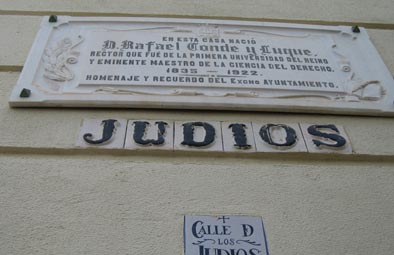 EN ESTA CASA NACIÓ
D. Rafael Conde y Luque,
RECTOR QUE FUÉ DE LA PRIMERA UNIVERSIDAD DEL REINO
Y EMINENTE MAESTRO DE LA CIENCIA DEL DERECHO.
1835 — 1922.
HOMENAJE Y RECUERDO DEL EXCMO AYUNTAMIENTO.
JUDIOS
CALLE D
LOS
JUDIOS